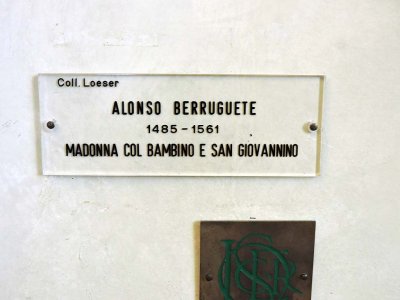 Coll. Loeser
ALONSO BERRUGUETE
1485-1561
MADONNA COL BAMBINO E SAN GIOVANNINO